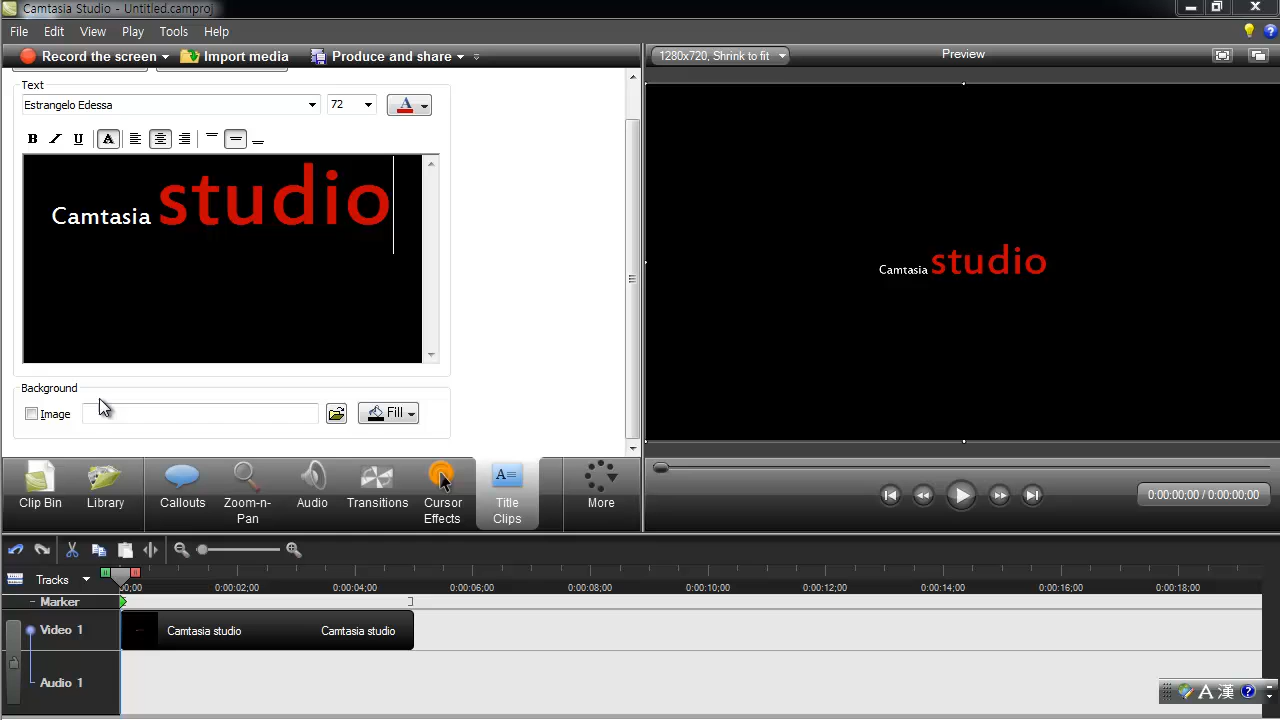 Camtasia Studio - Untitled.camproj
File Edit View Play Tools Help
Record the screen Import media Produce and share
1280x720, Shrink to fit Preview
Text
Estrangelo Edessa 72 A
B I U A
Camtasia studio
Camtasia studio
Background
Image Fill
A=
Clip Bin Library Callouts Zoom-n-Pan Audio Transitions Cursor Effects Title Clips More
0:00:00;00 / 0:00:00;00
Tracks 00;00 0:00:02;00 0:00:04;00 0:00:06;00 0:00:08;00 0:00:10;00 0:00:12;00 0:00:14;00 0:00:16;00 0:00:18;00
Marker
Video 1 Camtasia studio Camtasia studio
Audio 1
A 漢